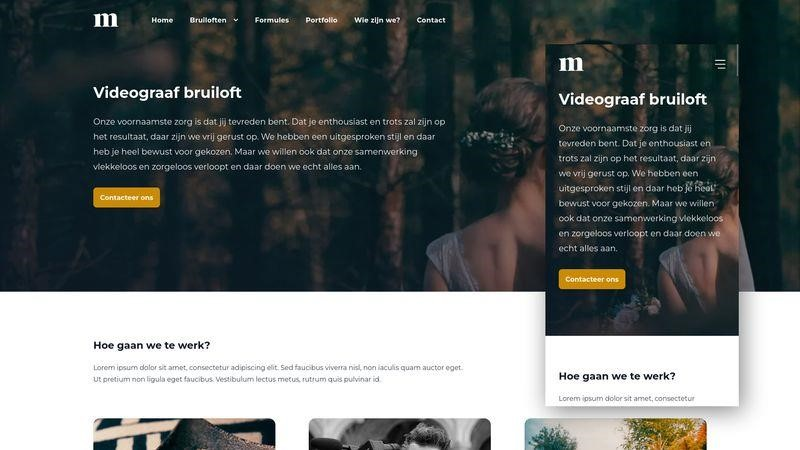 m
Home Bruiloften Formules Portfolio Wie zijn we? Contact
Videograaf bruiloft
Onze voornaamste zorg is dat jij tevreden bent. Dat je enthousiast en trots zal zijn op
het resultaat, daar zijn we vrij gerust op. We hebben een uitgesproken stijl en daar
heb je heel bewust voor gekozen. Maar we willen ook dat onze samenwerking
vlekkeloos en zorgeloos verloopt en daar doen we echt alles aan.
Contacteer ons
Hoe gaan we te werk?
Lorem ipsum dolor sit amet, consectetur adipiscing elit. Sed faucibus viverra nisl, non iaculis quam auctor eget.
Ut pretium non ligula eget faucibus. Vestibulum lectus metus, rutrum quis pulvinar id.
m
Videograaf bruiloft
Onze voornaamste zorg is dat jij
tevreden bent. Dat je enthousiast en
trots zal zijn op het resultaat, daar zijn
we vrij gerust op. We hebben een
uitgesproken stijl en daar heb je heel
bewust voor gekozen. Maar we willen
ook dat onze samenwerking vlekkeloos
en zorgeloos verloopt en daar doen we
echt alles aan.
Contacteer ons
Hoe gaan we te werk?
Lorem ipsum dolor sit amet, consectetur